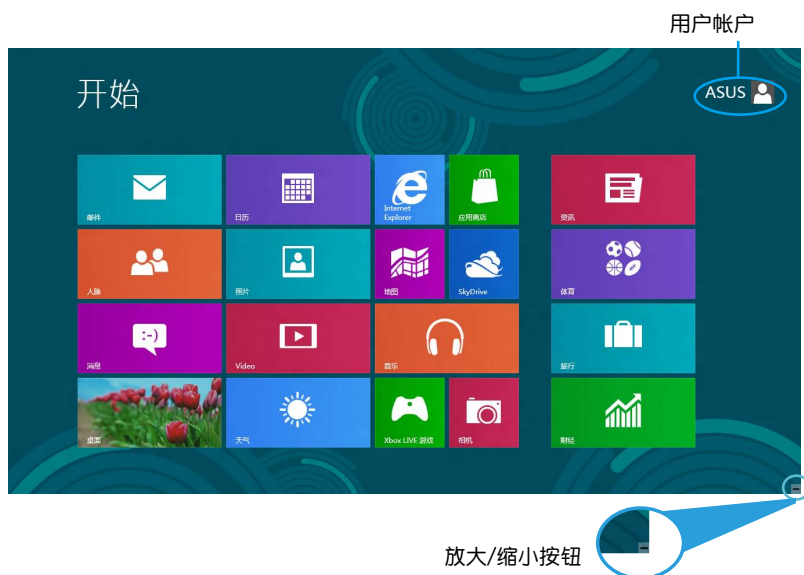 用户帐户
开始
ASUS
邮件
日历
Internet
Explorer
应用商店
资讯
人脉
照片
地图
SkyDrive
体育
消息
Video
音乐
旅行
桌面
天气
Xbox LIVE 游戏
相机
财经
放大/缩小按钮